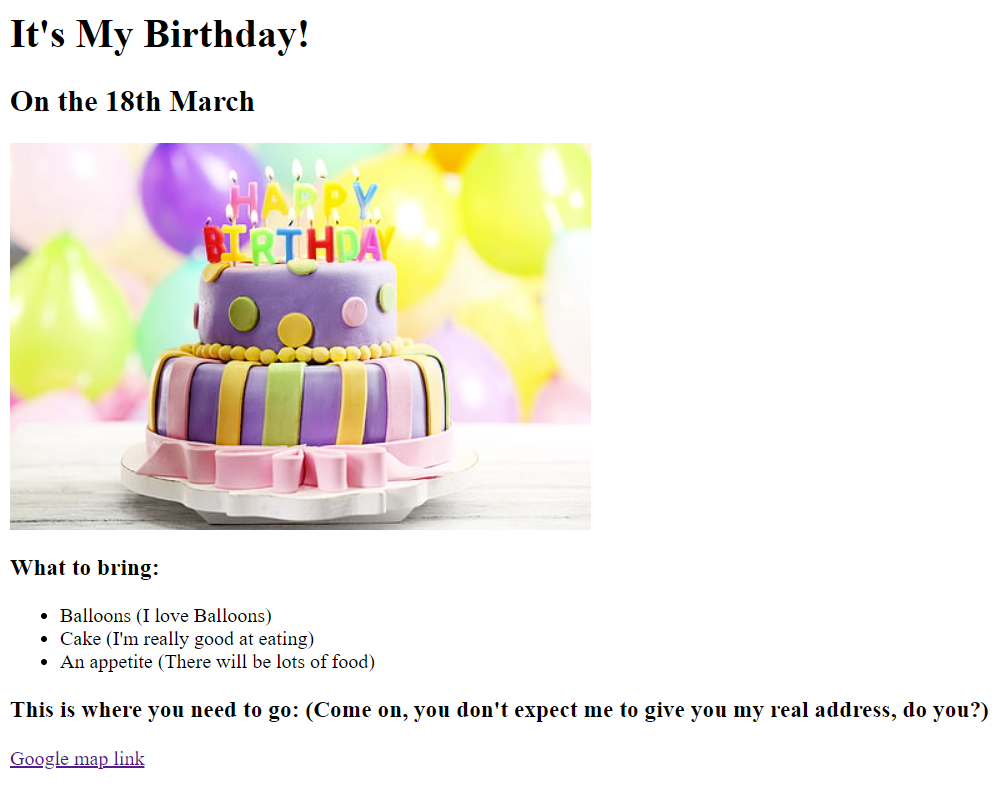 It's My Birthday!
On the 18th March
HAPPY
BIRTHDAY
What to bring:
Balloons (I love Balloons)
Cake (I'm really good at eating)
An appetite (There will be lots of food)
This is where you need to go: (Come on, you don't expect me to give you my real address, do you?)
Google map link